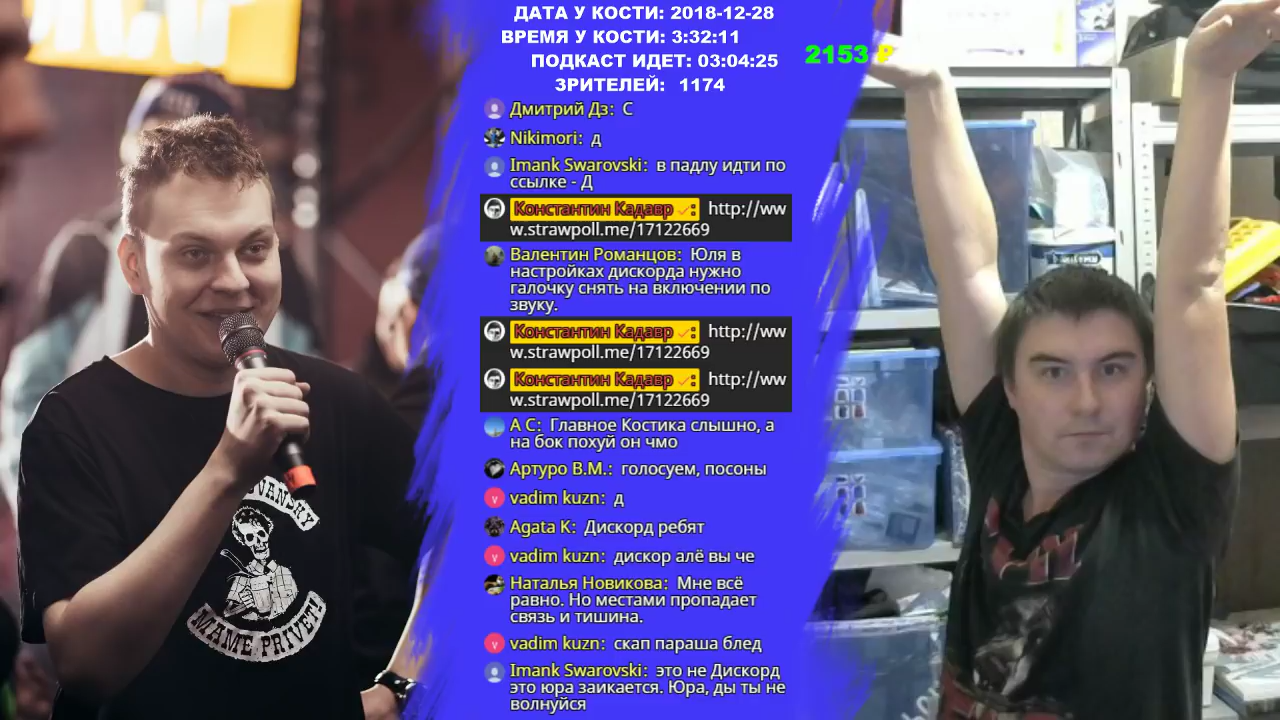 ДАТА У КОСТИ: 2018-12-28
ВРЕМЯ У КОСТИ: 3:32:11
ПОДКАСТ ИДЕТ: 03:04:25
2153 ₽
ЗРИТЕЛЕЙ: 1174
Дмитрий Дз: С
Nikimori: д
Imank Swarovski: в падлу идти по
ссылке - Д
Константин Кадавр ✓: http://ww
w.strawpoll.me/17122669
Валентин Романцов: Юля в
настройках дискорда нужно
галочку снять на включении по
звуку.
Константин Кадавр ✓: http://ww
w.strawpoll.me/17122669
Константин Кадавр ✓: http://ww
w.strawpoll.me/17122669
А С: Главное Костика слышно, а
на бок похуй он чмо
Артуро В.М.: голосуем, посоны
v
vadim kuzn: д
Agata K: Дискорд ребят
v
vadim kuzn: дискор алё вы че
Наталья Новикова: Мне всё
равно. Но местами пропадает
связь и тишина.
v
vadim kuzn: скап параша блед
Imank Swarovski: это не Дискорд
это юра заикается. Юра, ды ты не
волнуйся
MIAME PRIVET!